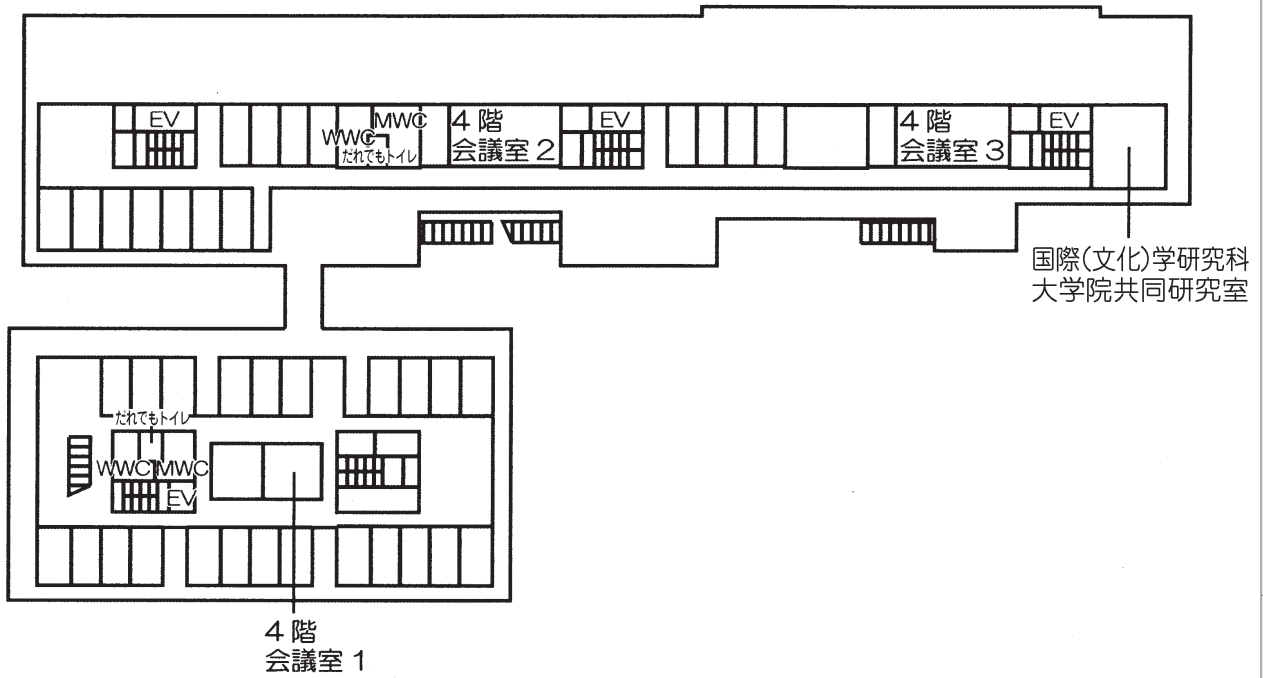 EV
WWC
MWC
だれでもトイレ
4階
会議室2
EV
4階
会議室3
EV
国際(文化)学研究科
大学院共同研究室
だれでもトイレ
WWC
MWC
EV
4階
会議室1